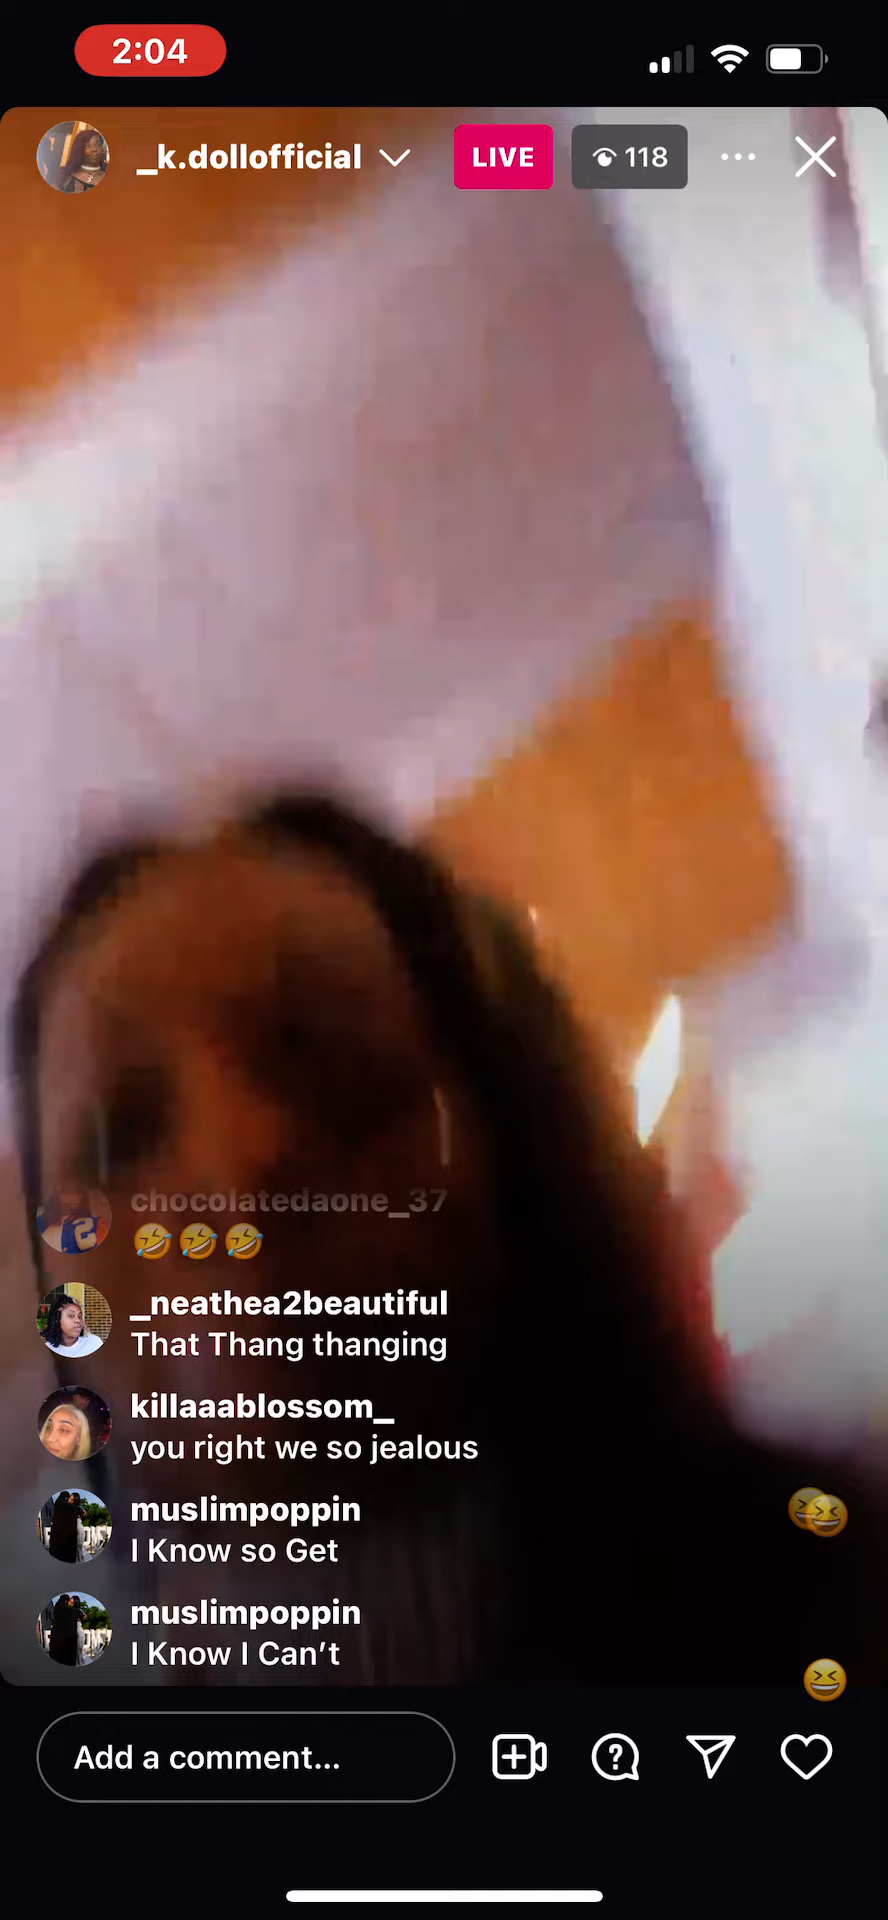 2:04
_k.dollofficial
LIVE
118
chocolatedaone_37
🤣🤣🤣
_neathea2beautiful
That Thang thanging
killaaablossom_
you right we so jealous
muslimpoppin
I Know so Get
muslimpoppin
I Know I Can’t
Add a comment...